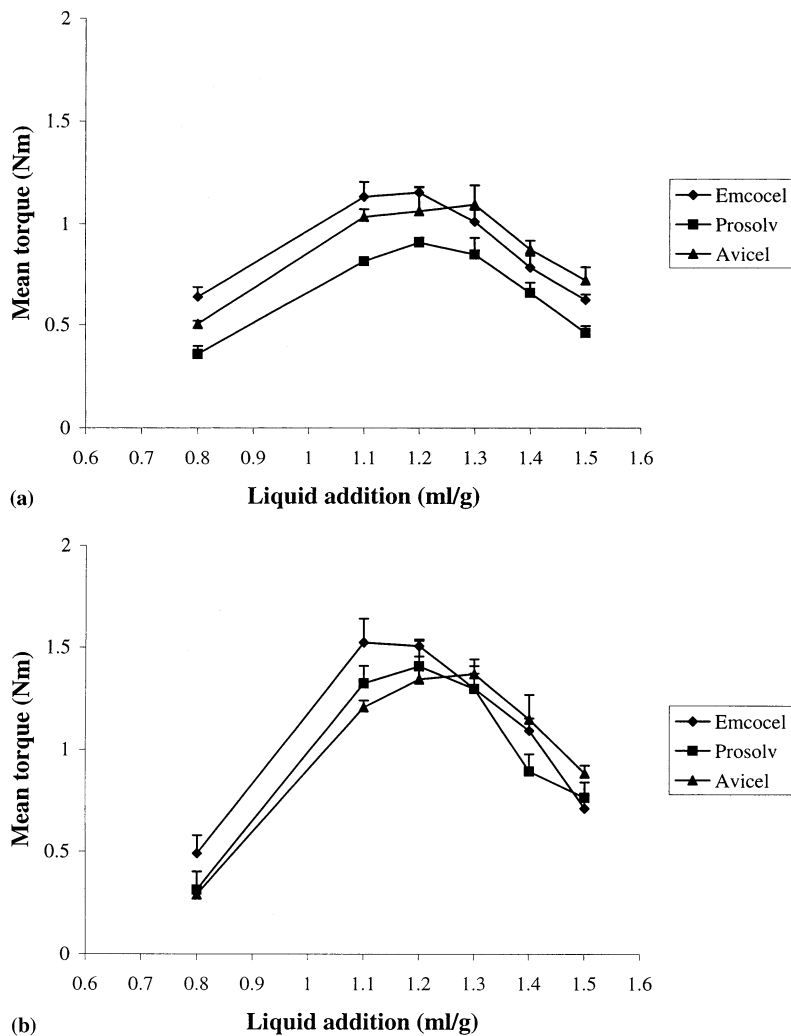 2
1.5
1
0.5
0
Mean torque (Nm)
0.6 0.7 0.8 0.9 1 1.1 1.2 1.3 1.4 1.5 1.6
Liquid addition (ml/g)
Emcocel
Prosolv
Avicel
(a)
2
1.5
1
0.5
0
Mean torque (Nm)
0.6 0.7 0.8 0.9 1 1.1 1.2 1.3 1.4 1.5 1.6
Liquid addition (ml/g)
Emcocel
Prosolv
Avicel
(b)